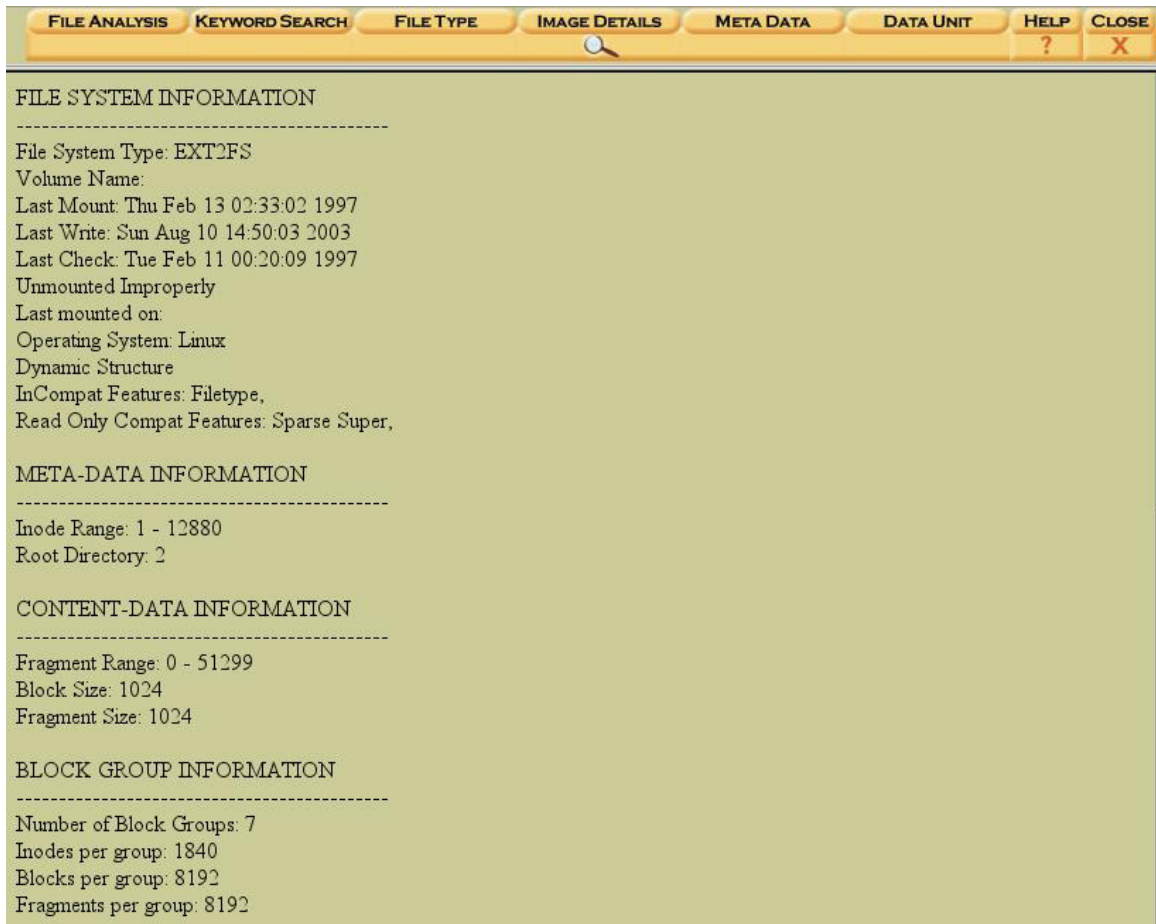 FILE ANALYSIS KEYWORD SEARCH FILE TYPE IMAGE DETAILS META DATA DATA UNIT HELP CLOSE
? X
FILE SYSTEM INFORMATION
--------------------------------------------
File System Type: EXT2FS
Volume Name:
Last Mount: Thu Feb 13 02:33:02 1997
Last Write: Sun Aug 10 14:50:03 2003
Last Check: Tue Feb 11 00:20:09 1997
Unmounted Improperly
Last mounted on:
Operating System: Linux
Dynamic Structure
InCompat Features: Filetype,
Read Only Compat Features: Sparse Super,
META-DATA INFORMATION
--------------------------------------------
Inode Range: 1 - 12880
Root Directory: 2
CONTENT-DATA INFORMATION
--------------------------------------------
Fragment Range: 0 - 51299
Block Size: 1024
Fragment Size: 1024
BLOCK GROUP INFORMATION
--------------------------------------------
Number of Block Groups: 7
Inodes per group: 1840
Blocks per group: 8192
Fragments per group: 8192